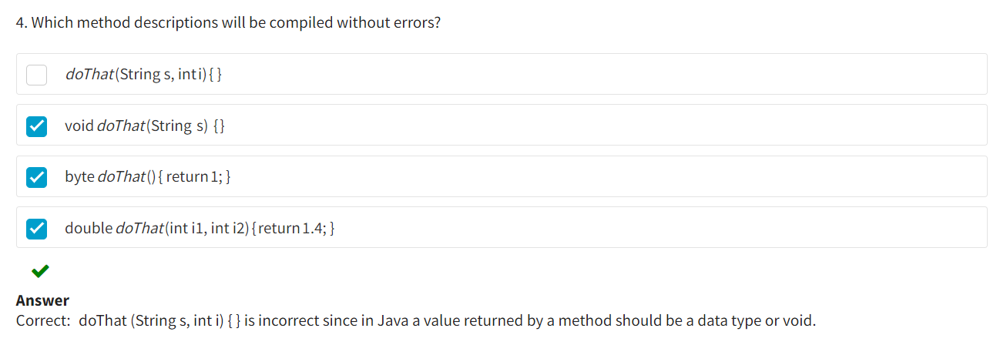 4. Which method descriptions will be compiled without errors?
doThat(String s, int i) { }
void doThat(String s) {}
byte doThat() { return 1; }
double doThat(int i1, int i2) {return 1.4; }
Answer
Correct: doThat (String s, int i) { } is incorrect since in Java a value returned by a method should be a data type or void.